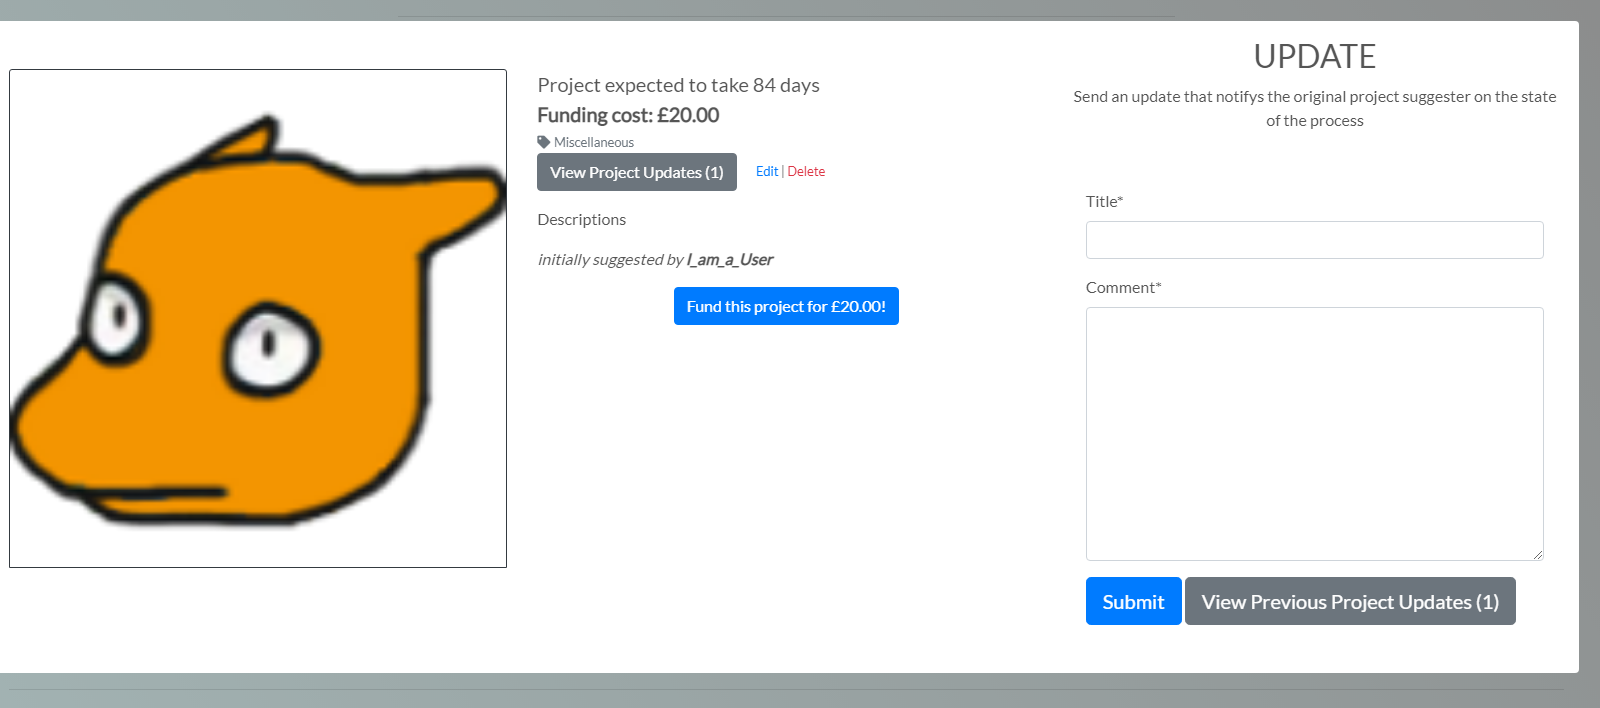 Project expected to take 84 days
Funding cost: £20.00
Miscellaneous
View Project Updates (1) Edit | Delete
Descriptions
initially suggested by I_am_a_User
Fund this project for £20.00!
UPDATE
Send an update that notifys the original project suggester on the state
of the process
Title*
Comment*
Submit View Previous Project Updates (1)